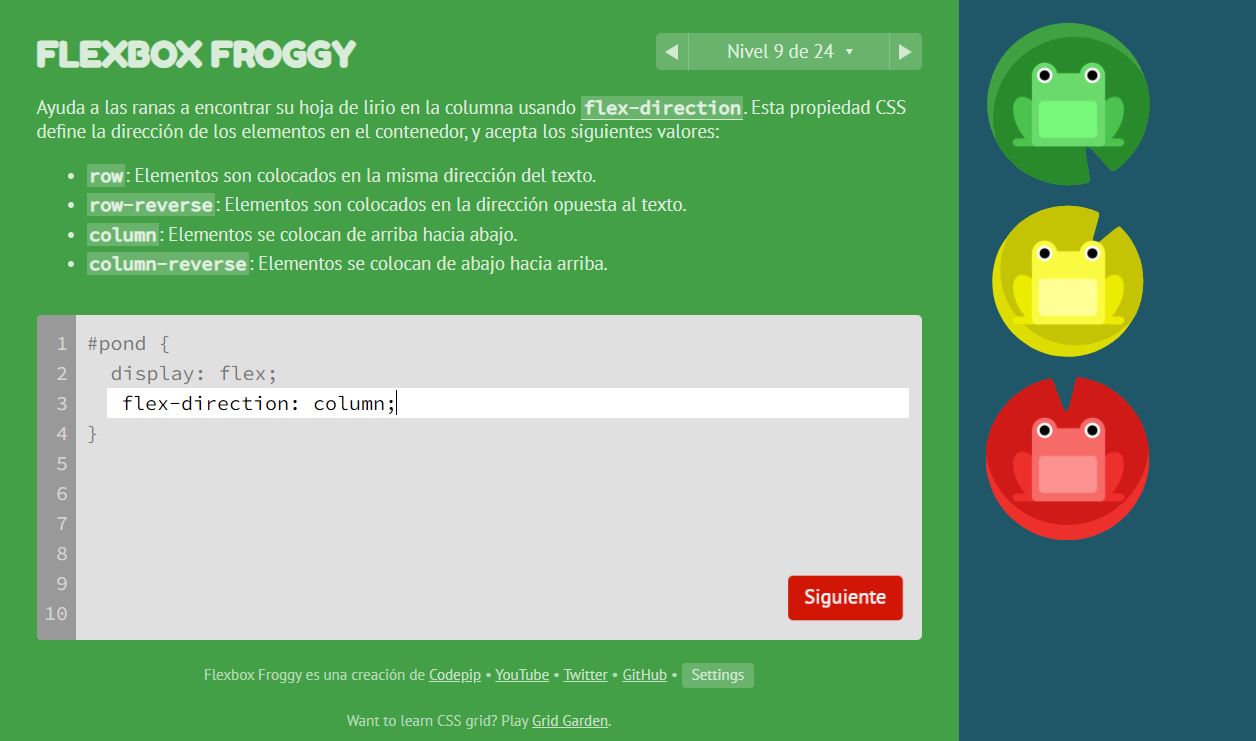 FLEXBOX FROGGY
Nivel 9 de 24
Ayuda a las ranas a encontrar su hoja de lirio en la columna usando flex-direction. Esta propiedad CSS
define la dirección de los elementos en el contenedor, y acepta los siguientes valores:
• row: Elementos son colocados en la misma dirección del texto.
• row-reverse: Elementos son colocados en la dirección opuesta al texto.
• column: Elementos se colocan de arriba hacia abajo.
• column-reverse: Elementos se colocan de abajo hacia arriba.
1 #pond {
2 display: flex;
3 flex-direction: column;
4 }
5
6
7
8
9
10
Siguiente
Flexbox Froggy es una creación de Codepip • YouTube • Twitter • GitHub • Settings
Want to learn CSS grid? Play Grid Garden.